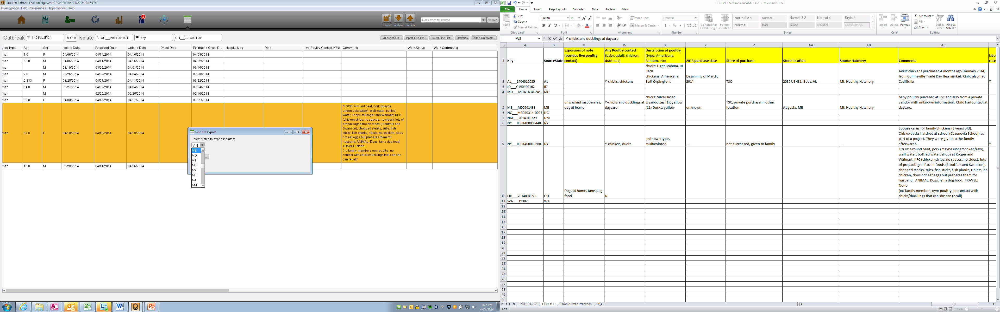 Line List Editor - Thai-An Nguyen (CDC.GOV) 04/23/2014 12:45 EDT
Investigation Edit Preferences Applications Help
2
import update publish
Click here to search
Search
Outbreak 1404MLJFX-1 n = 10 Isolate OH___2014001091 Key OH___2014001091
Edit questions... Import Line List... Export Line List... Statistics Switch Outbreak...
urce Type Age Sex Isolate Date Received Date Upload Date Onset Date Estimated Onset D... Hospitalized Died Live Poultry Contact (Y/N) Comments Work Status Work Comments
man 1.0 F 04/06/2014 04/14/2014 04/16/2014 04/03/2014
man 68.0 M 04/05/2014 04/11/2014 04/16/2014 04/02/2014
man M 03/19/2014 03/25/2014 04/01/2014 03/16/2014
man 2.0 M 03/26/2014 04/02/2014 04/04/2014 03/23/2014
man 0.333 F 03/25/2014 04/07/2014 04/11/2014 03/22/2014
man 64.0 M 03/27/2014 04/02/2014 04/04/2014 03/24/2014
man M 02/20/2014 02/25/2014 02/10/2014
man 83.0 F 04/03/2014 04/15/2014 04/17/2014 03/31/2014
man 67.0 F 04/10/2014 04/16/2014 04/18/2014
"FOOD: Ground beef, pork (maybe
undercooked/raw), well water, bottled
water, shops at Kroger and Walmart, KFC
(chicken strips, no sauces, no sides), lots of
prepackaged frozen foods (Stouffers and
Swanson), chopped steaks, subs, fish
sticks, fish planks, riblets, no chicken, does
not eat eggs but prepares them for
husband. ANIMAL: Dogs, Iams dog food.
TRAVEL: None.
(no family members own poultry, no
contact with chicks/ducklings that can she
can recall)"
man 16.0 M 03/28/2014 04/11/2014 04/15/2014
Line List Export
Select states to export isolates:
[All]
ME
MD
MT
NE
NV
NH
NJ
NM
1:27 PM
4/23/2014
CDC MLL SInfantis 1404MLJFX-1 - Microsoft Excel
File Home Insert Page Layout Formulas Data Review View
Paste
Cut
Copy
Format Painter
Clipboard
Calibri 11
B I U
Font
Wrap Text
Merge & Center
Alignment
General
$ % ,
Number
Conditional Formatting
Format as Table
Normal 2 8 Normal 3 Normal 3 2 Normal 4 Style 1
Normal Bad Good Neutral Calculation
Styles
Insert Delete Format
Cells
AutoSum
Fill
Clear
Sort & Filter
Find & Select
Editing
W5 fx Y-chicks and ducklings at daycare
A B V W X Y Z AA AB AC
1 Key SourceState
Exposures of note
(besides live poultry
contact)
Any Poultry contact
(baby, adult, chicken,
duck, etc)
Description of poultry
(type: Americana,
Bantam, etc)
2013 purchase date Store of purchase Store location Source Hatchery Comments
Live
rece
2 AL___1404012035 AL Y-chicks, chickens
chicks: Light Brahma, RI
Reds
chickens: Americana,
Buff Orpingtons
beginning of March,
2014
TSC 2085 US 431, Boaz, AL Mt. Healthy Hatchery
Adult chickens purchased 4 months ago (Jaunary 2014)
from Collinsville Trade Day flea market. Child also had
C. dificile
Y
3 ID___C140400162 ID
4 MD___MDA14040245 MD
5 ME___M00201433 ME
unwashed raspberries,
dog at home
Y-chicks and ducklings at
daycare
chicks: Silver laced
wyandottes (1); yellow
(11) Ducks: yellow
unknown
TSC; private purchase in other
location
Augusta, ME Mt. Healthy Hatchery
baby poultry purcased at TSC and also from a private
vendor with unknown information. Child had contact at
daycare.
6 NC___MB040314-0027 NC
7 NM___2014010729 NM
8 NY___IDR1400005448 NY
9 NY___IDR1400010668 NY Y-chicken, ducks
unknown type,
multicolored
-- not purchased, given to family --
Spouse cares for family chickens (3 years old).
Chicks/ducks hatched at school (Cazenovia School) as
part of a project. They were given to the family
afterwards.
Y
10 OH___2014001091 OH
Dogs at home, Iams dog
food
N
FOOD: Ground beef, pork (maybe undercooked/raw),
well water, bottled water, shops at Kroger and
Walmart, KFC (chicken strips, no sauces, no sides), lots
of prepackaged frozen foods (Stouffers and Swanson),
chopped steaks, subs, fish sticks, fish planks, riblets, no
chicken, does not eat eggs but prepares them for
husband. ANIMAL: Dogs, Iams dog food. TRAVEL:
None.
(no family members own poultry, no contact with
chicks/ducklings that can she can recall)
11 WA___19382 WA
12
13
14
15
16
17
18
19
20
21
22
23
24
25
26
27
28
29
30
2013-06-17 CDC MLL Non-human matches
Edit 100%